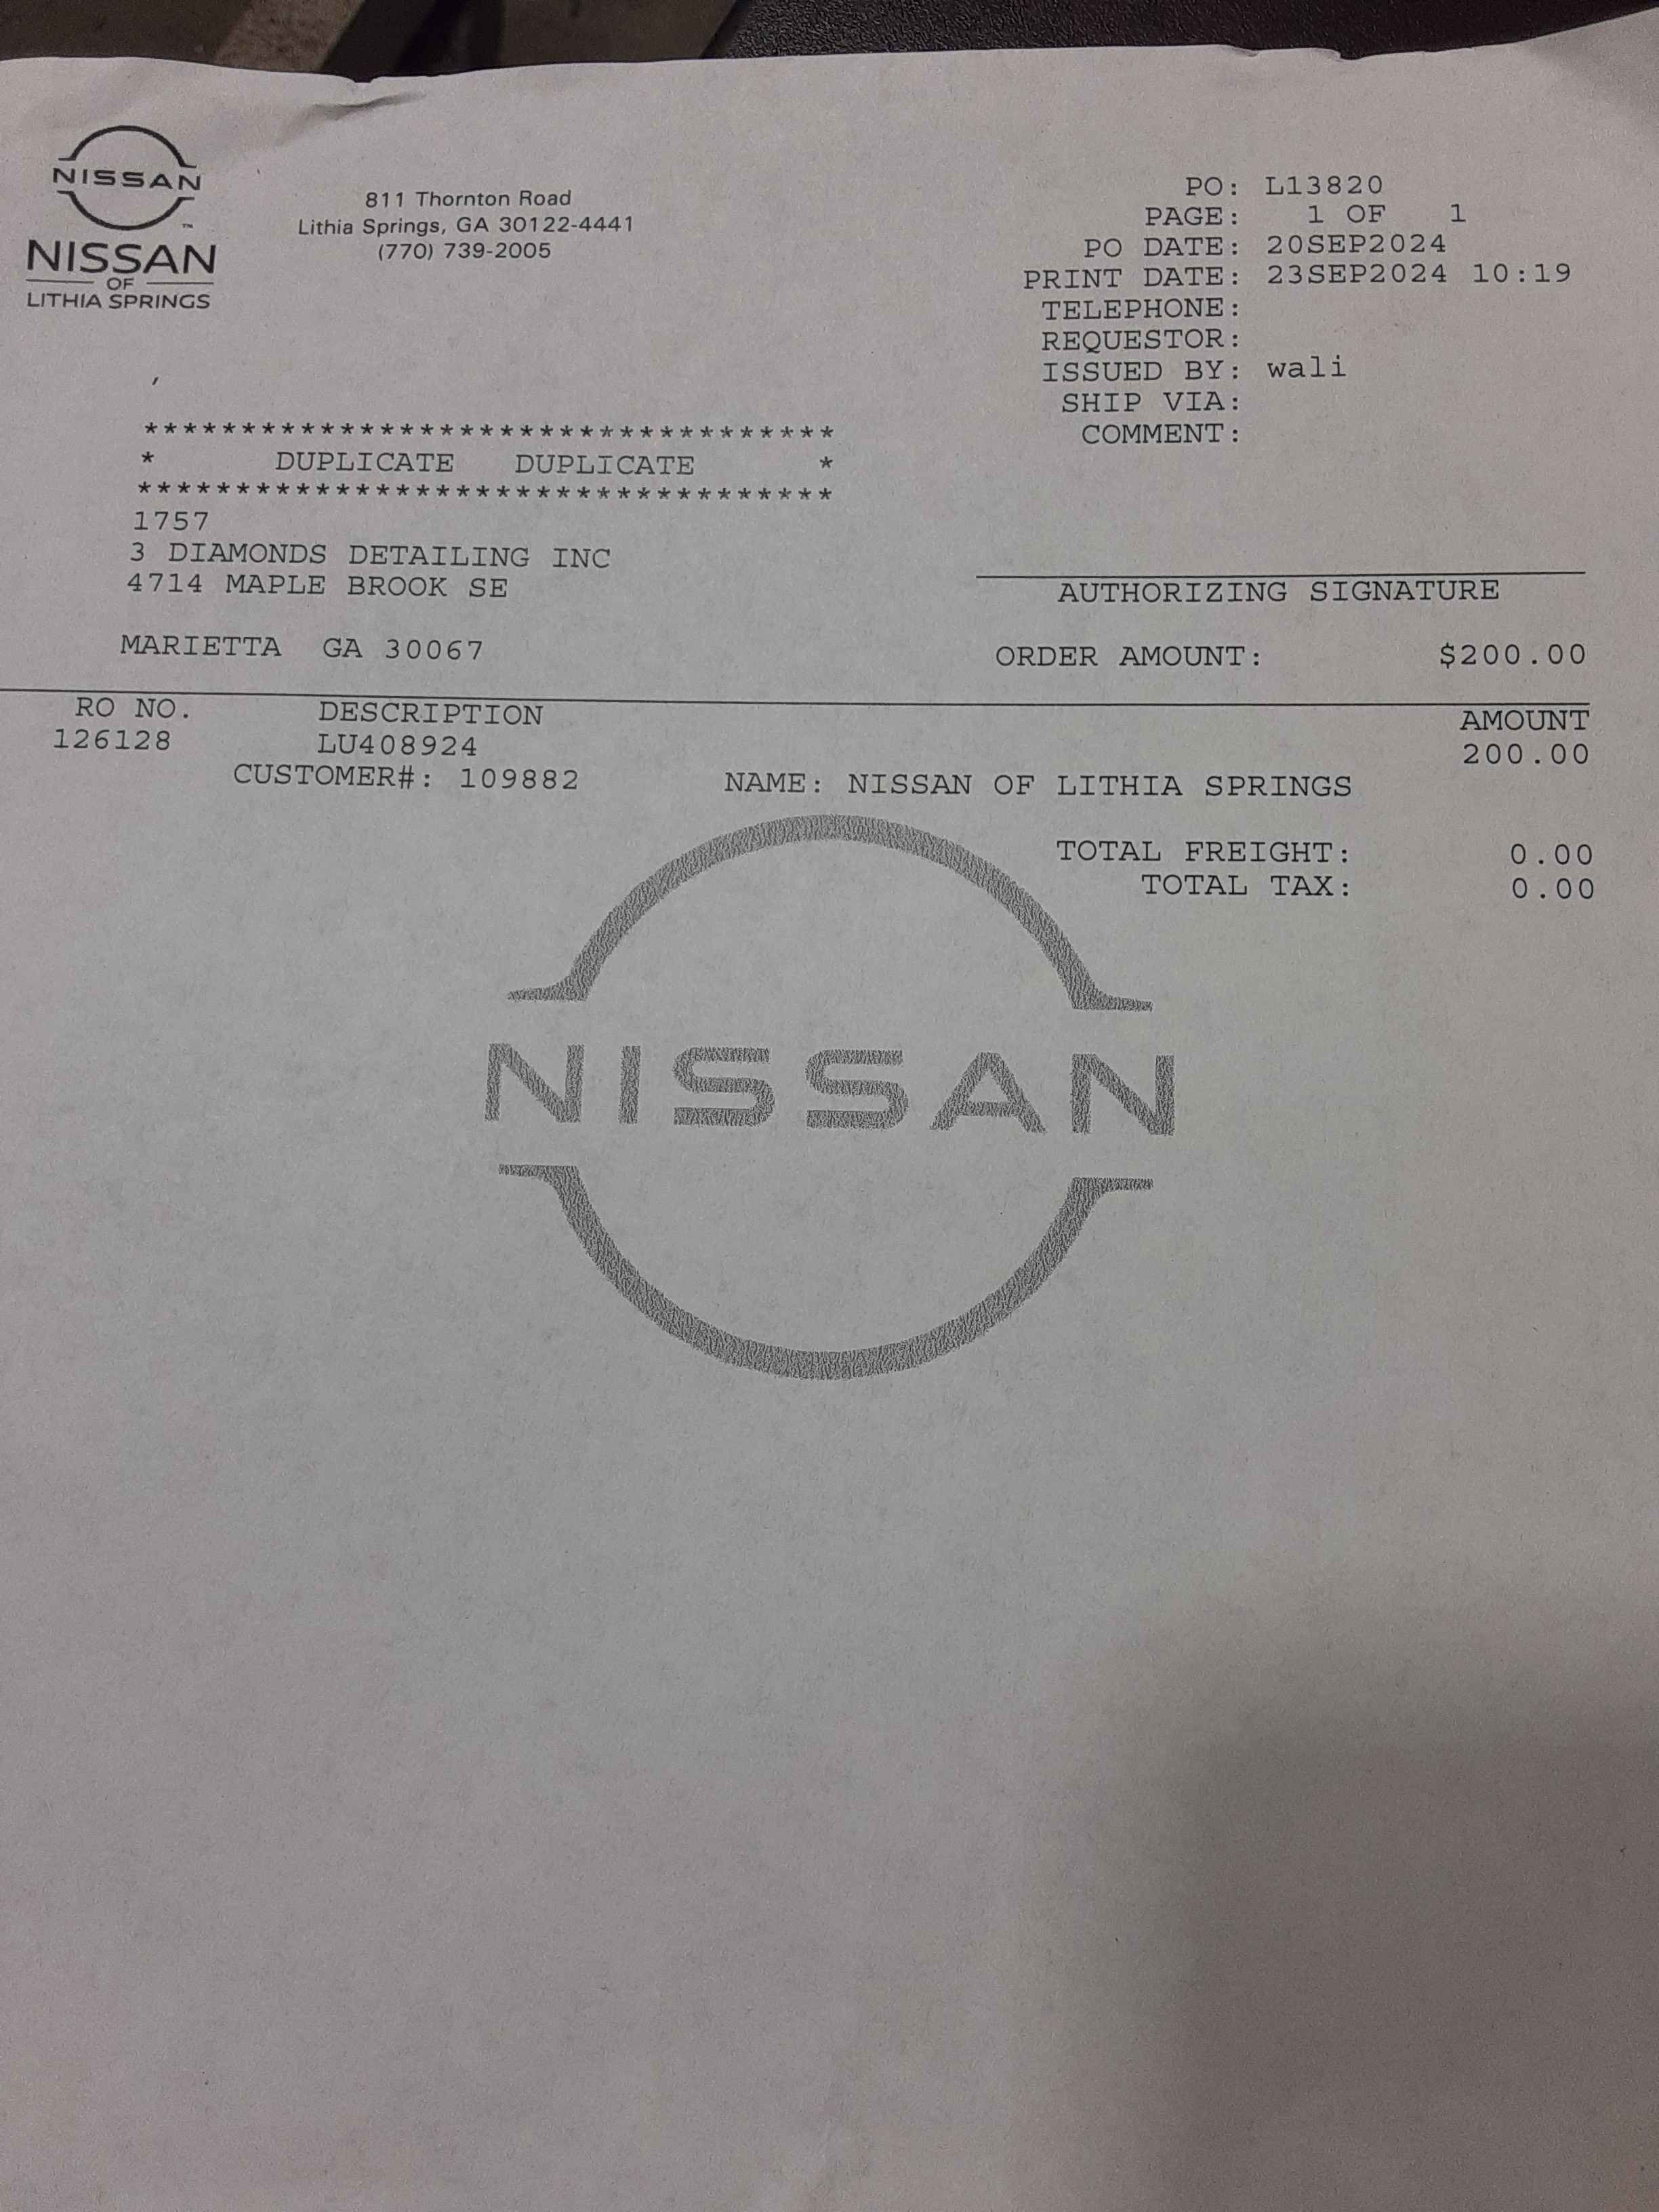 NISSAN
TM
NISSAN
OF
LITHIA SPRINGS
811 Thornton Road
Lithia Springs, GA 30122-4441
(770) 739-2005
PO: L13820
PAGE: 1 OF 1
PO DATE: 20SEP2024
PRINT DATE: 23SEP2024 10:19
TELEPHONE:
REQUESTOR:
ISSUED BY: wali
SHIP VIA:
COMMENT:
,
***********************************
* DUPLICATE DUPLICATE *
***********************************
1757
3 DIAMONDS DETAILING INC
4714 MAPLE BROOK SE
MARIETTA GA 30067
AUTHORIZING SIGNATURE
ORDER AMOUNT: $200.00
RO NO. DESCRIPTION AMOUNT
126128 LU408924 200.00
CUSTOMER#: 109882 NAME: NISSAN OF LITHIA SPRINGS
TOTAL FREIGHT: 0.00
TOTAL TAX: 0.00
NISSAN